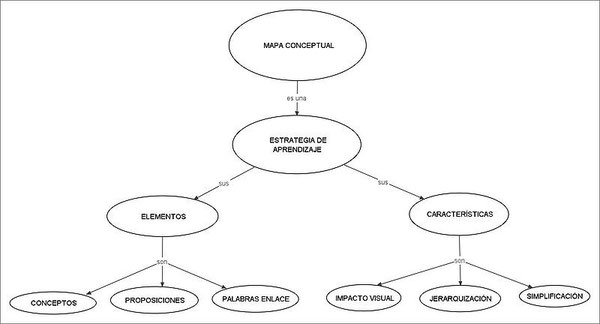 MAPA CONCEPTUAL
es una
ESTRATEGIA DE
APRENDIZAJE
sus
sus
ELEMENTOS
CARACTERÍSTICAS
son
son
CONCEPTOS
PROPOSICIONES
PALABRAS ENLACE
IMPACTO VISUAL
JERARQUIZACIÓN
SIMPLIFICACIÓN